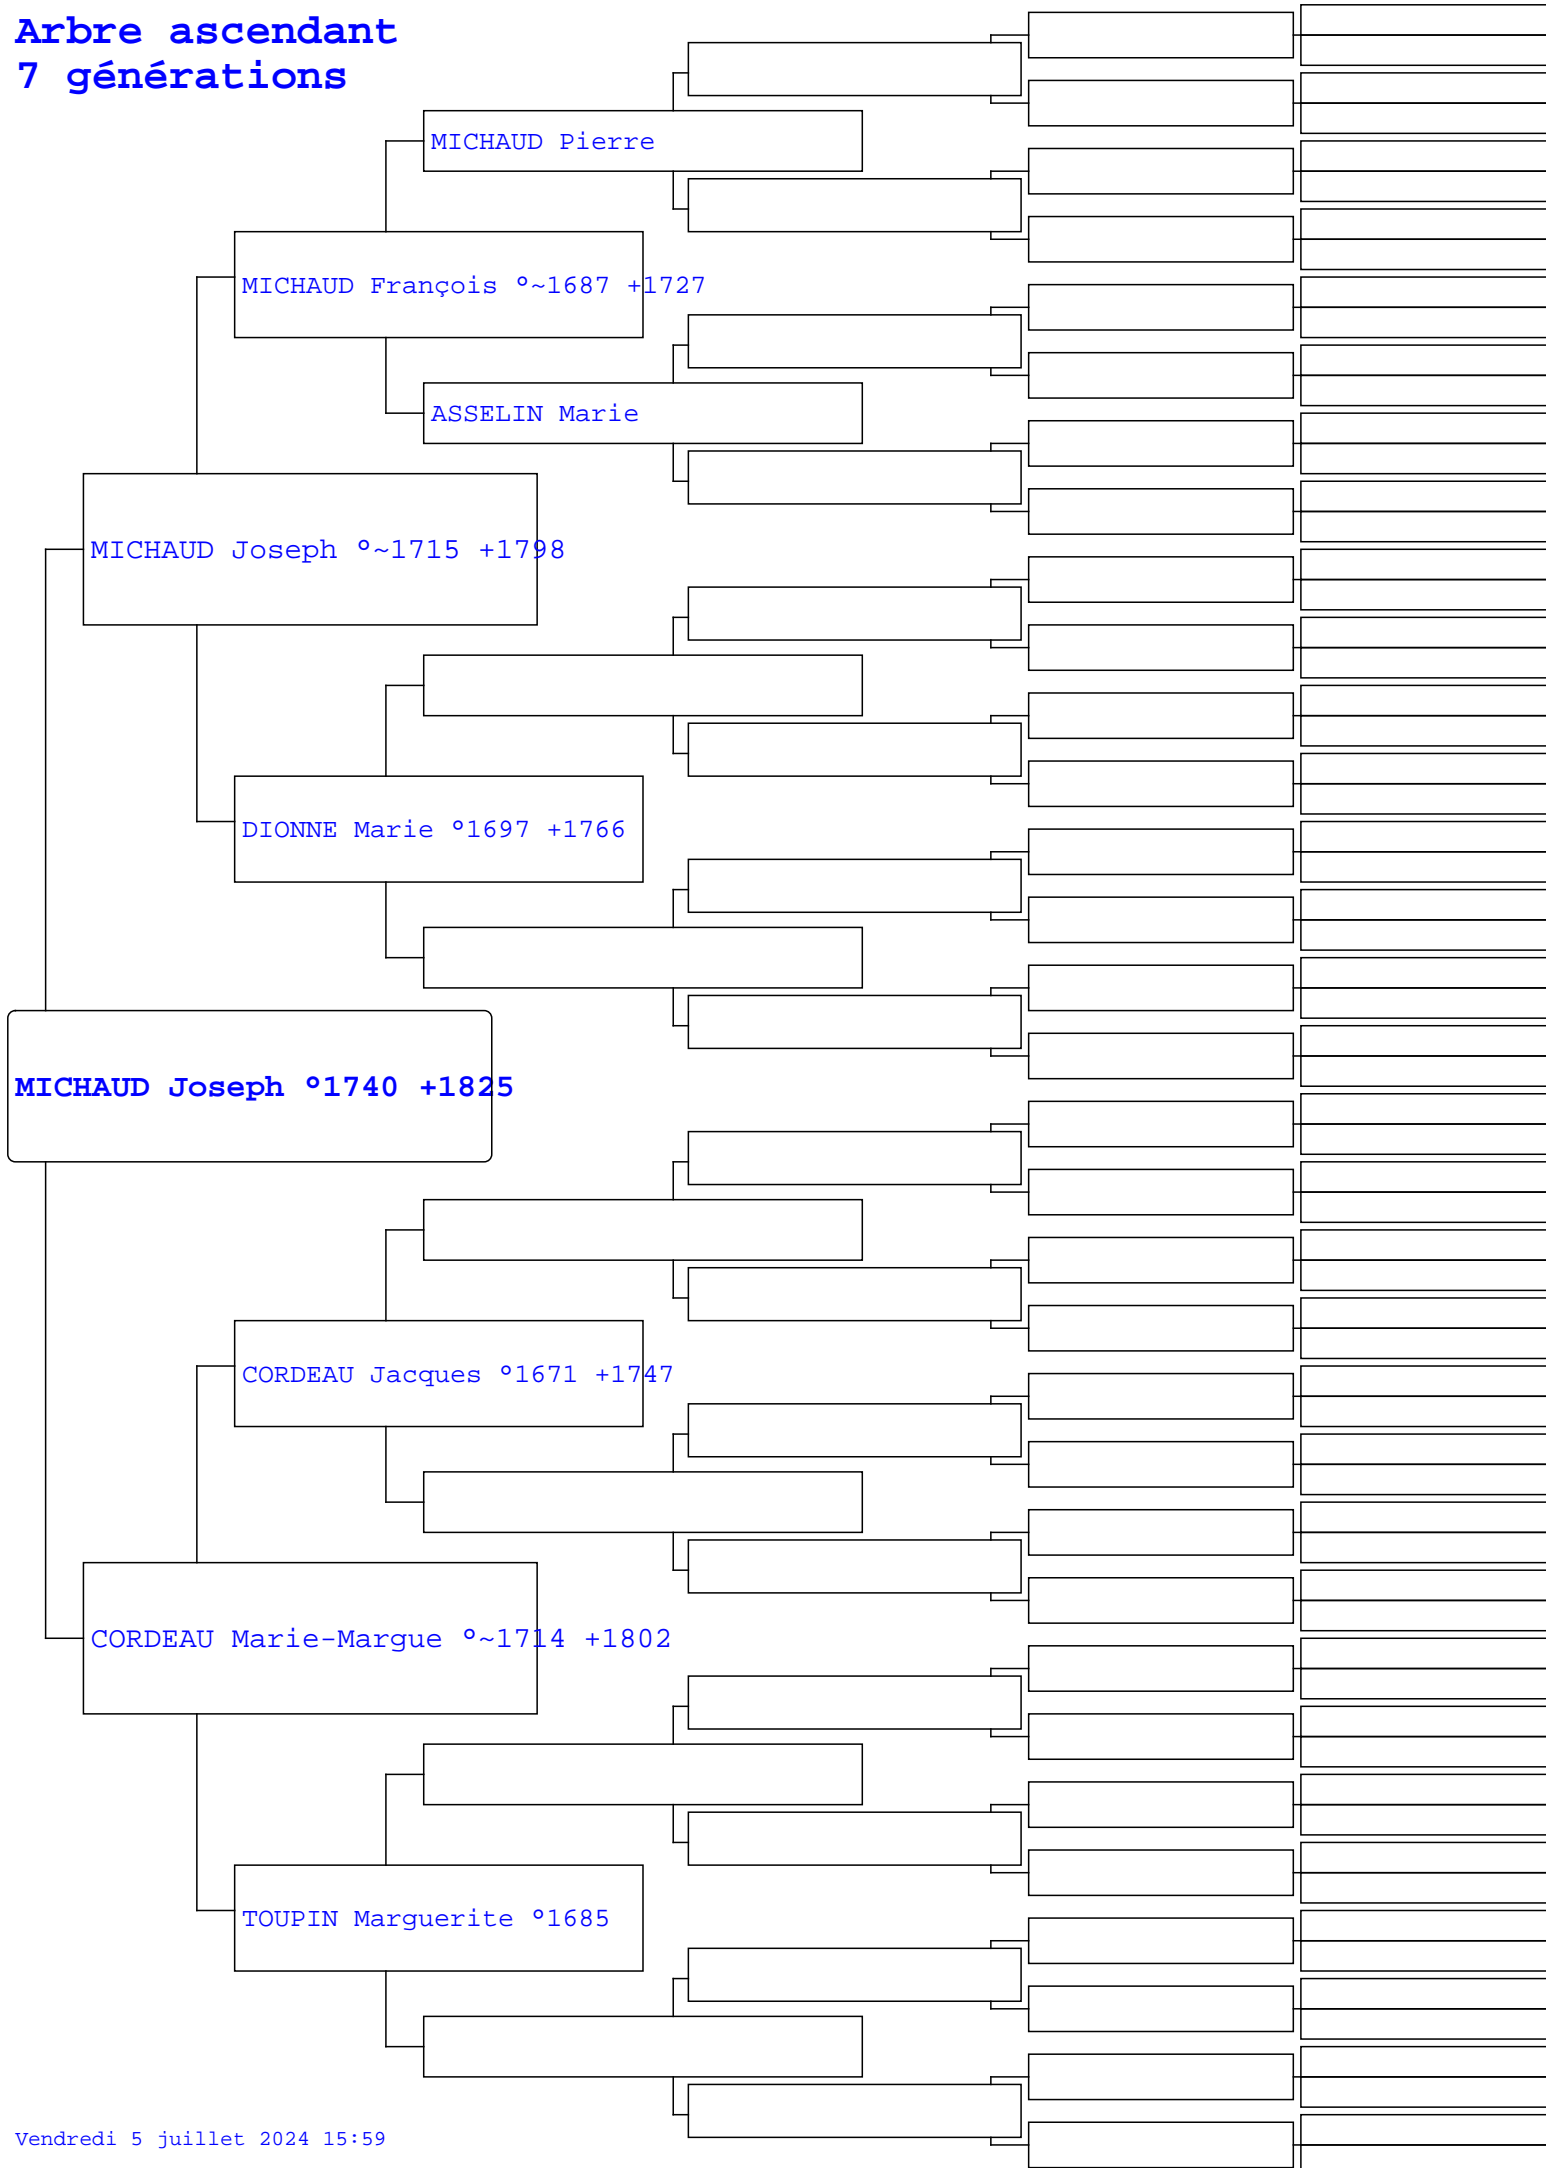 Arbre ascendant
7 générations
MICHAUD Pierre
MICHAUD François °~1687 +1727
ASSELIN Marie
MICHAUD Joseph °~1715 +1798
DIONNE Marie °1697 +1766
MICHAUD Joseph °1740 +1825
CORDEAU Jacques °1671 +1747
CORDEAU Marie-Margue °~1714 +1802
TOUPIN Marguerite °1685
Vendredi 5 juillet 2024 15:59